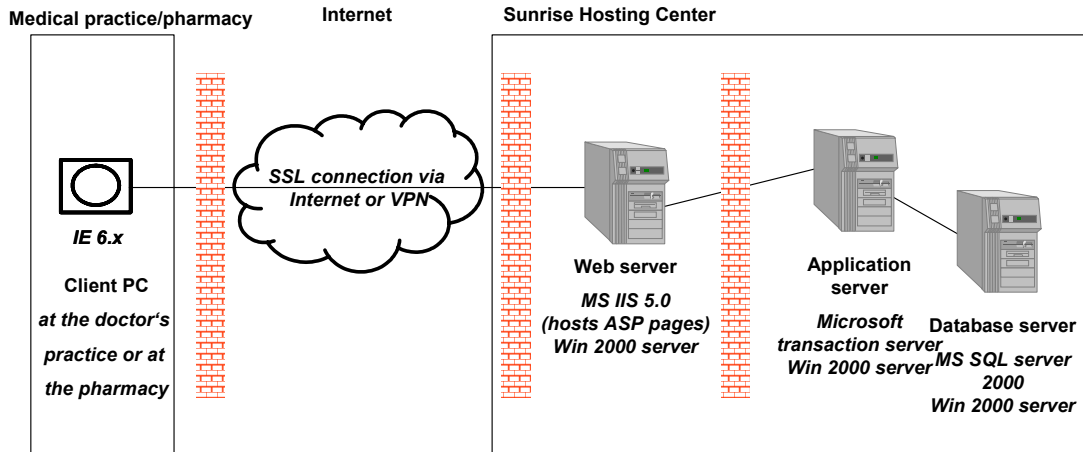 Medical practice/pharmacy
Internet
Sunrise Hosting Center
SSL connection via
Internet or VPN
IE 6.x
Client PC
at the doctor‘s
practice or at
the pharmacy
Web server
MS IIS 5.0
(hosts ASP pages)
Win 2000 server
Application
server
Microsoft
transaction server
Win 2000 server
Database server
MS SQL server
2000
Win 2000 server